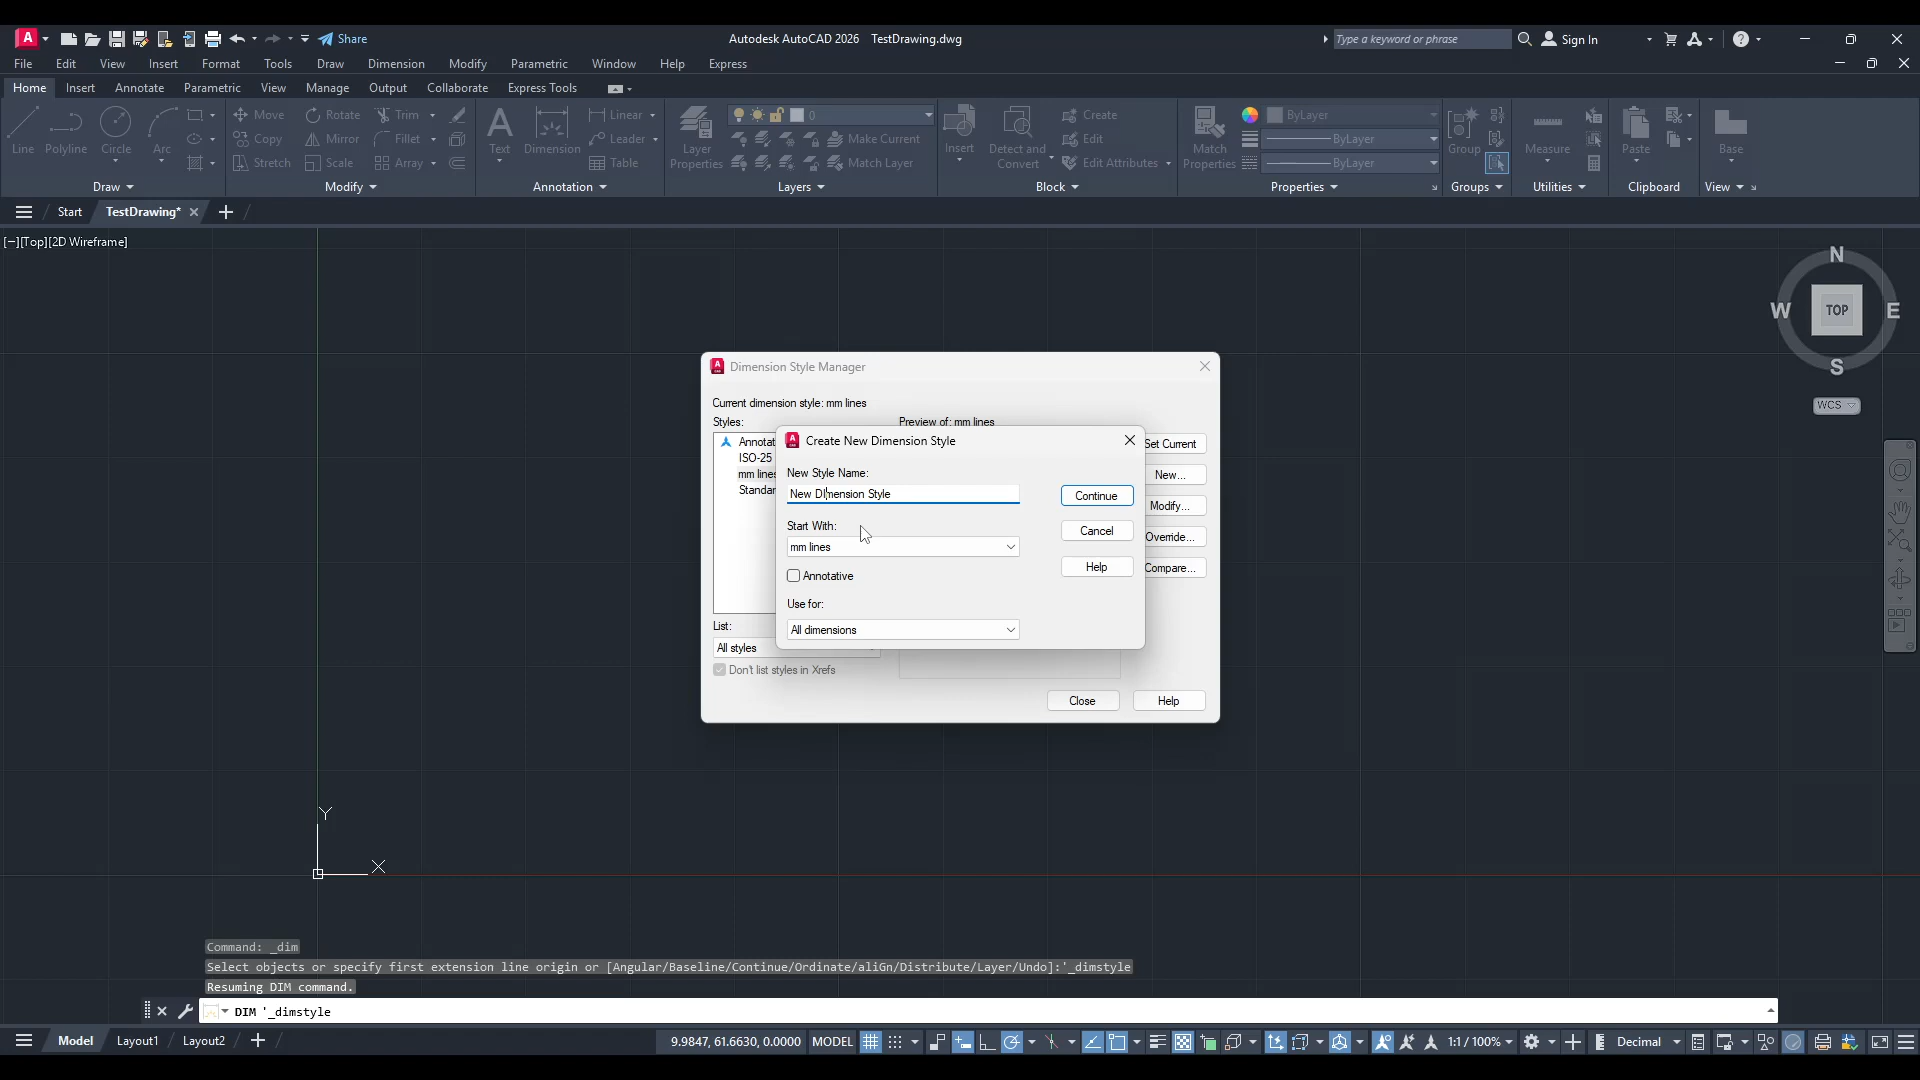 Share
Autodesk AutoCAD 2026 TestDrawing.dwg
Type a keyword or phrase
Sign In
File Edit View Insert Format Tools Draw Dimension Modify Parametric Window Help Express
Home Insert Annotate Parametric View Manage Output Collaborate Express Tools
Line Polyline Circle Arc
Draw
Move Rotate Trim
Copy Mirror Fillet
Stretch Scale Array
Modify
Text Dimension
Linear
Leader
Table
Annotation
Layer Properties
0
Make Current
Match Layer
Layers
Insert
Detect and Convert
Create
Edit
Edit Attributes
Block
Match Properties
ByLayer
ByLayer
ByLayer
Properties
Group
Groups
Measure
Utilities
Paste
Clipboard
Base
View
Start TestDrawing*
[−][Top][2D Wireframe]
N
W TOP E
S
WCS
Dimension Style Manager
Current dimension style: mm lines
Styles:
Preview of: mm lines
Annotat
ISO-25
mm lines
Standar
Set Current
New...
Modify...
Override...
Compare...
List:
All styles
Don't list styles in Xrefs
Close
Help
Create New Dimension Style
New Style Name:
New DImension Style
Continue
Start With:
Cancel
mm lines
Help
Annotative
Use for:
All dimensions
Y
X
Command: _dim
Select objects or specify first extension line origin or [Angular/Baseline/Continue/Ordinate/aliGn/Distribute/Layer/Undo]:'_dimstyle
Resuming DIM command.
DIM '_dimstyle
Model Layout1 Layout2
9.9847, 61.6630, 0.0000 MODEL
1:1 / 100%
Decimal